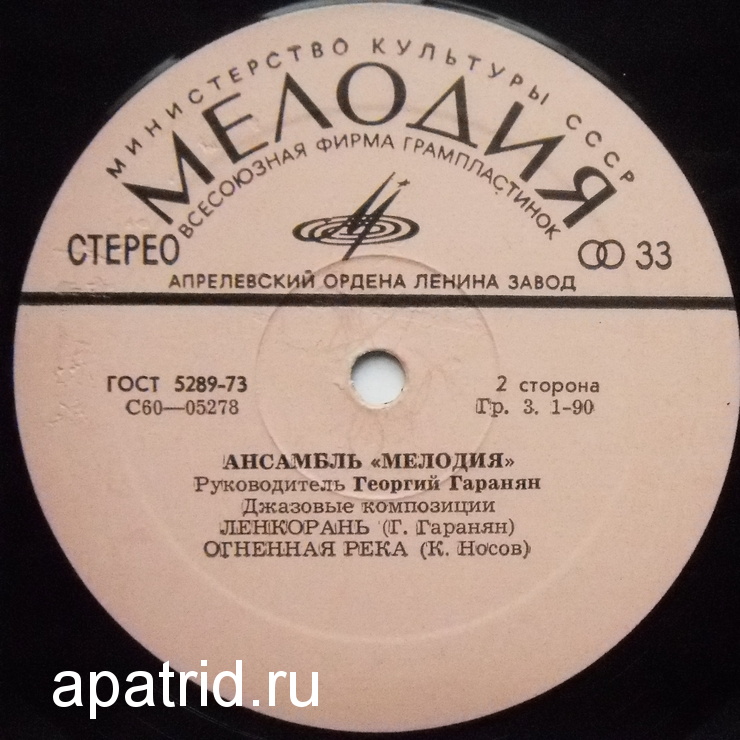 МИНИСТЕРСТВО КУЛЬТУРЫ СССР
МЕЛОДИЯ
ВСЕСОЮЗНАЯ ФИРМА ГРАМПЛАСТИНОК
СТЕРЕО
33
АПРЕЛЕВСКИЙ ОРДЕНА ЛЕНИНА ЗАВОД
ГОСТ 5289-73
2 сторона
С60—05278
Гр. 3. 1-90
АНСАМБЛЬ «МЕЛОДИЯ»
Руководитель Георгий Гаранян
Джазовые композиции
ЛЕНКОРАНЬ (Г. Гаранян)
ОГНЕННАЯ РЕКА (К. Носов)
apatrid.ru